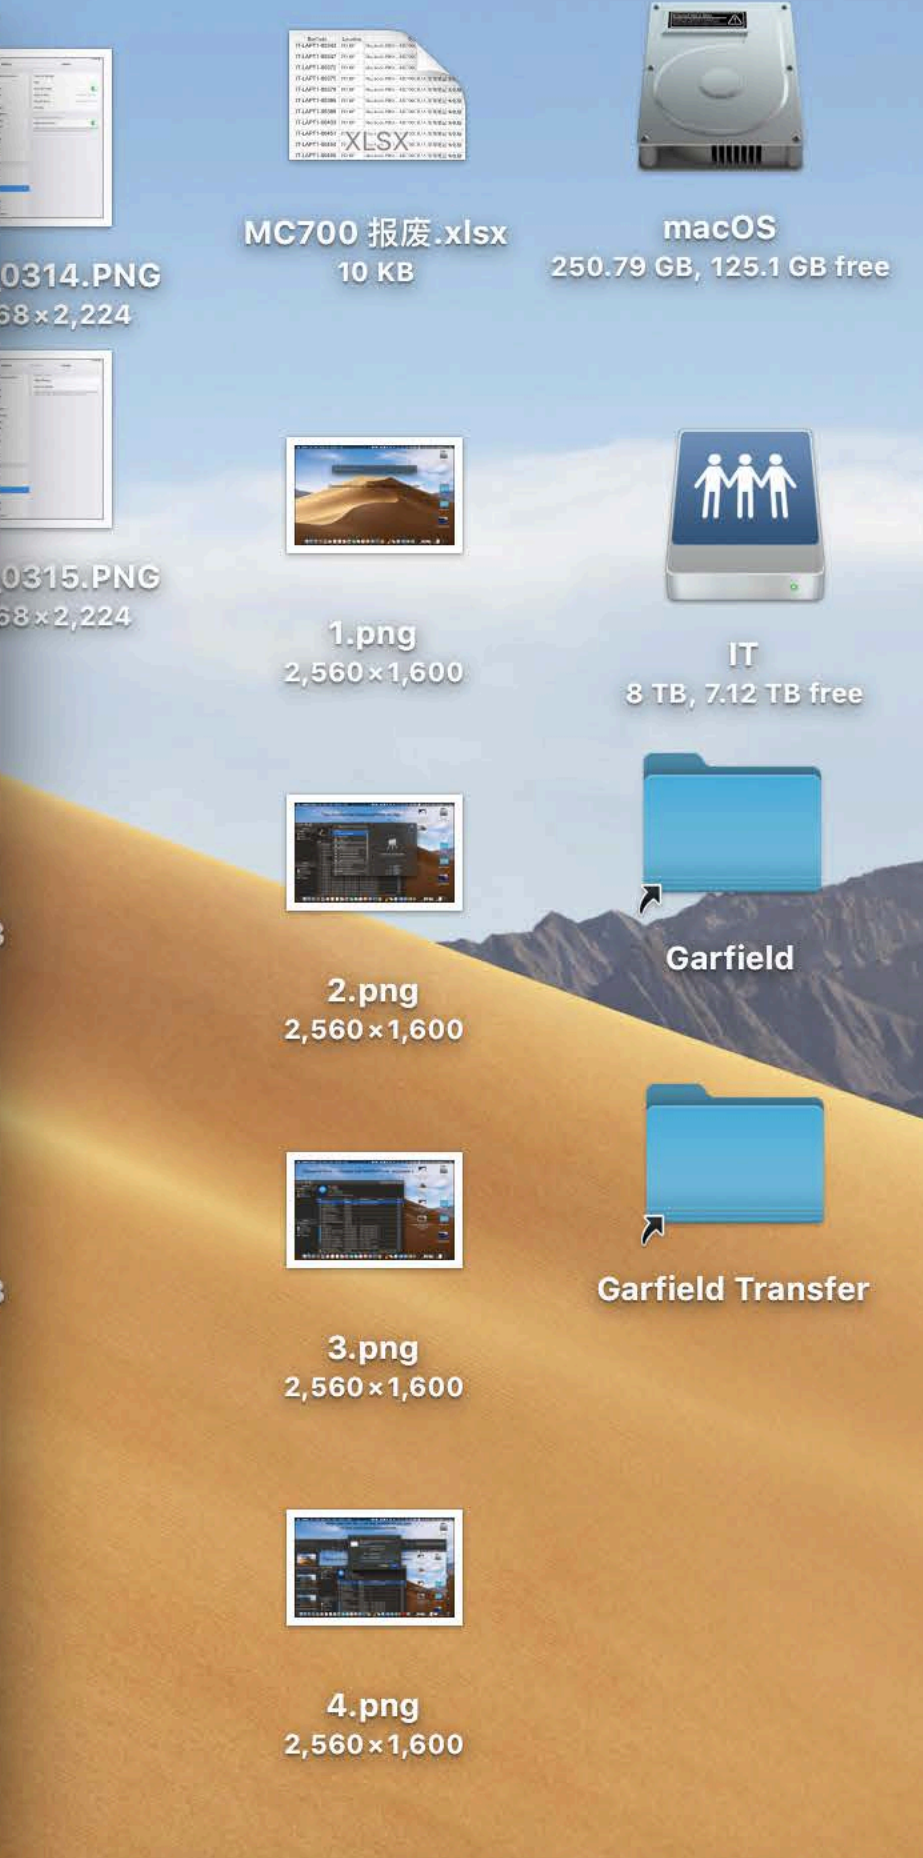 0314.PNG
68×2,224
0315.PNG
68×2,224
XLSX
MC700 报废.xlsx
10 KB
1.png
2,560×1,600
2.png
2,560×1,600
3.png
2,560×1,600
4.png
2,560×1,600
macOS
250.79 GB, 125.1 GB free
IT
8 TB, 7.12 TB free
Garfield
Garfield Transfer